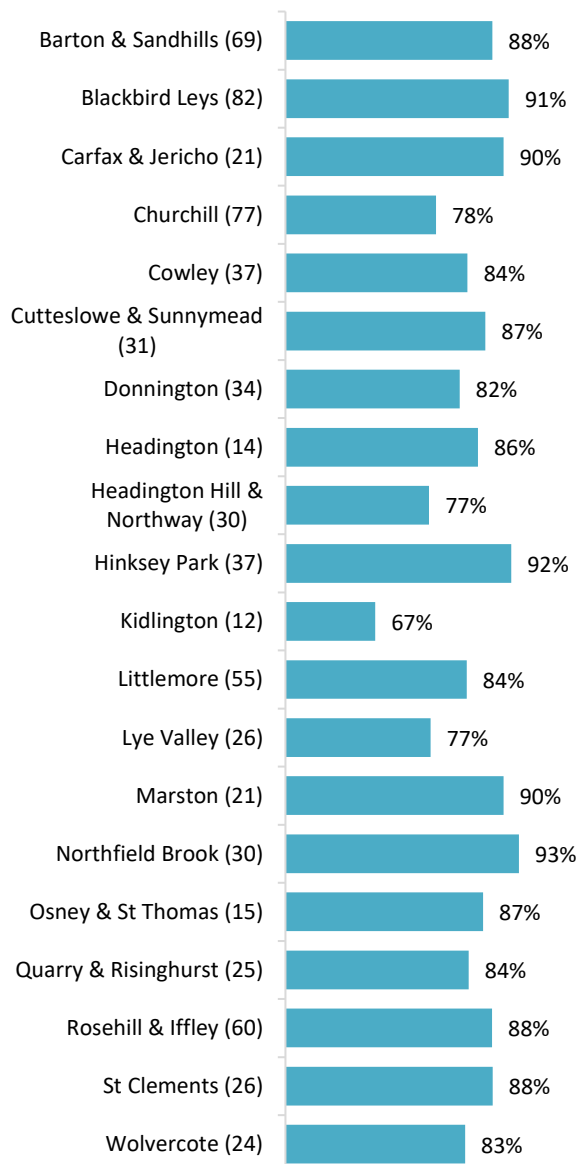 Barton & Sandhills (69) 88%
Blackbird Leys (82) 91%
Carfax & Jericho (21) 90%
Churchill (77) 78%
Cowley (37) 84%
Cutteslowe & Sunnymead
(31) 87%
Donnington (34) 82%
Headington (14) 86%
Headington Hill &
Northway (30) 77%
Hinksey Park (37) 92%
Kidlington (12) 67%
Littlemore (55) 84%
Lye Valley (26) 77%
Marston (21) 90%
Northfield Brook (30) 93%
Osney & St Thomas (15) 87%
Quarry & Risinghurst (25) 84%
Rosehill & Iffley (60) 88%
St Clements (26) 88%
Wolvercote (24) 83%